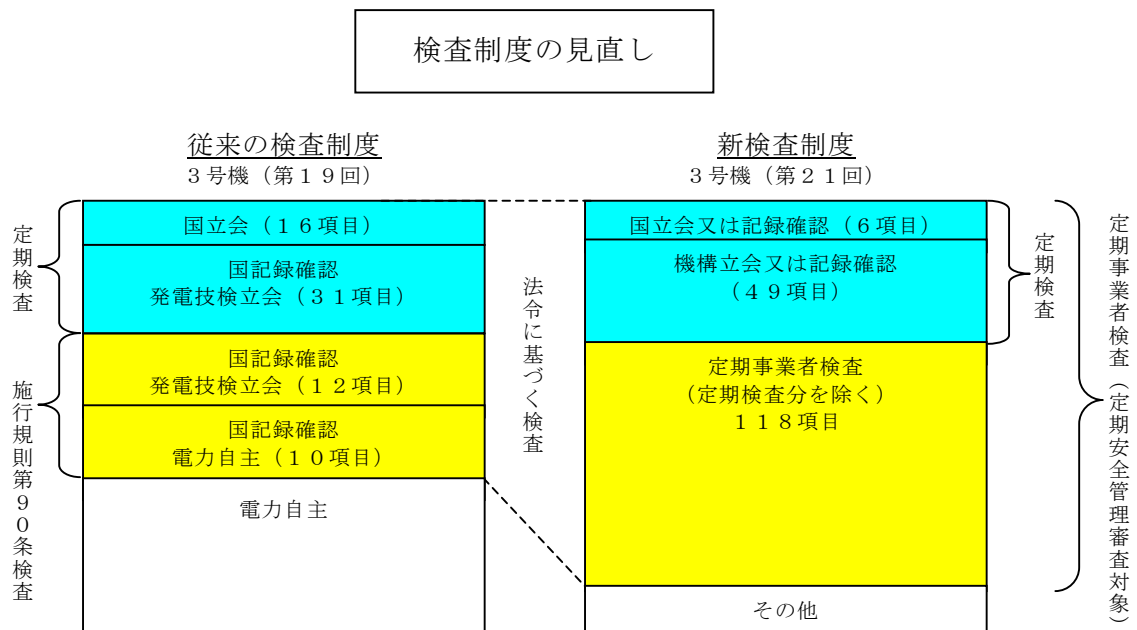 検査制度の見直し
従来の検査制度
3号機（第19回）
新検査制度
3号機（第21回）
定期検査
国立会（16項目）
国記録確認
発電技検立会（31項目）
施行規則第90条検査
国記録確認
発電技検立会（12項目）
国記録確認
電力自主（10項目）
電力自主
法令に基づく検査
国立会又は記録確認（6項目）
機構立会又は記録確認
（49項目）
定期検査
定期事業者検査
（定期検査分を除く）
118項目
その他
定期事業者検査（定期安全管理審査対象）